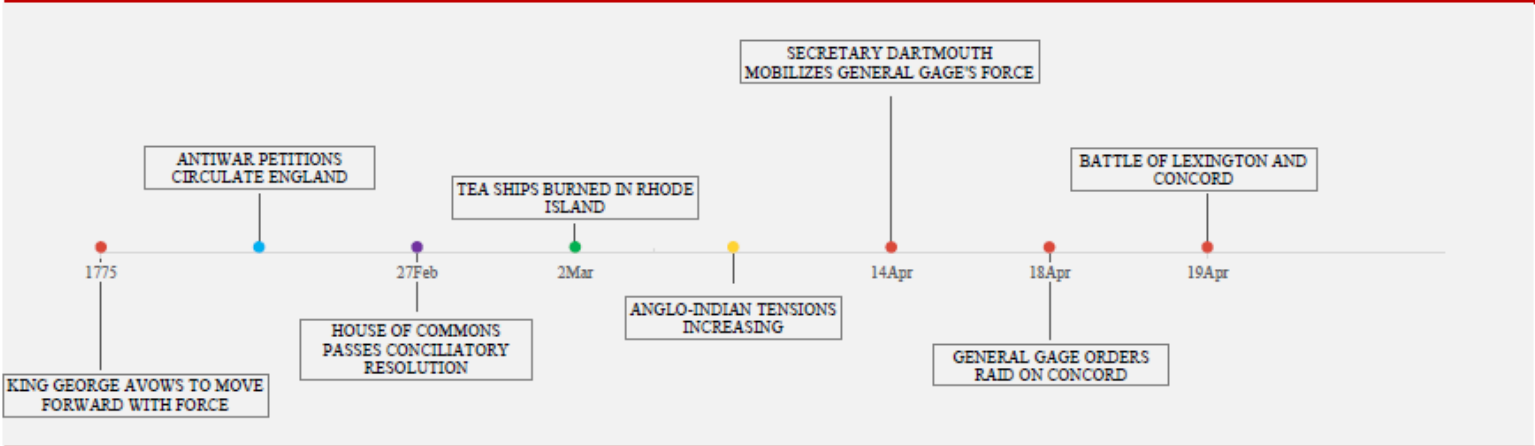 SECRETARY DARTMOUTH
MOBILIZES GENERAL GAGE'S FORCE
ANTIWAR PETITIONS
CIRCULATE ENGLAND
BATTLE OF LEXINGTON AND
CONCORD
TEA SHIPS BURNED IN RHODE
ISLAND
1775
27Feb
2Mar
14Apr
18Apr
19Apr
ANGLO-INDIAN TENSIONS
INCREASING
HOUSE OF COMMONS
PASSES CONCILIATORY
RESOLUTION
GENERAL GAGE ORDERS
RAID ON CONCORD
KING GEORGE AVOWS TO MOVE
FORWARD WITH FORCE